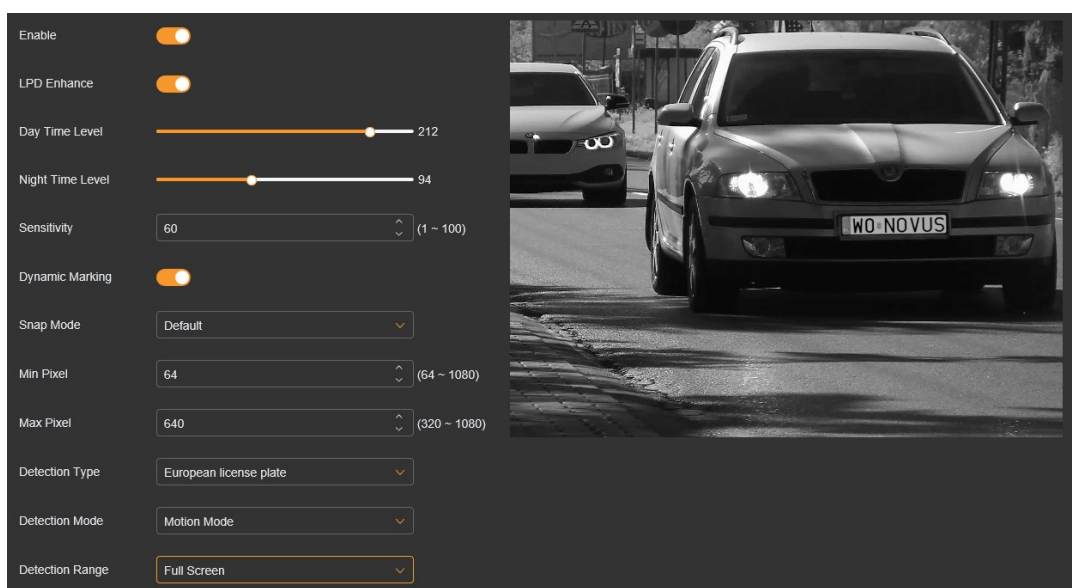 Enable
LPD Enhance
Day Time Level 212
Night Time Level 94
Sensitivity 60 (1 ~ 100)
Dynamic Marking
Snap Mode Default
Min Pixel 64 (64 ~ 1080)
Max Pixel 640 (320 ~ 1080)
Detection Type European license plate
Detection Mode Motion Mode
Detection Range Full Screen
WO NOVUS